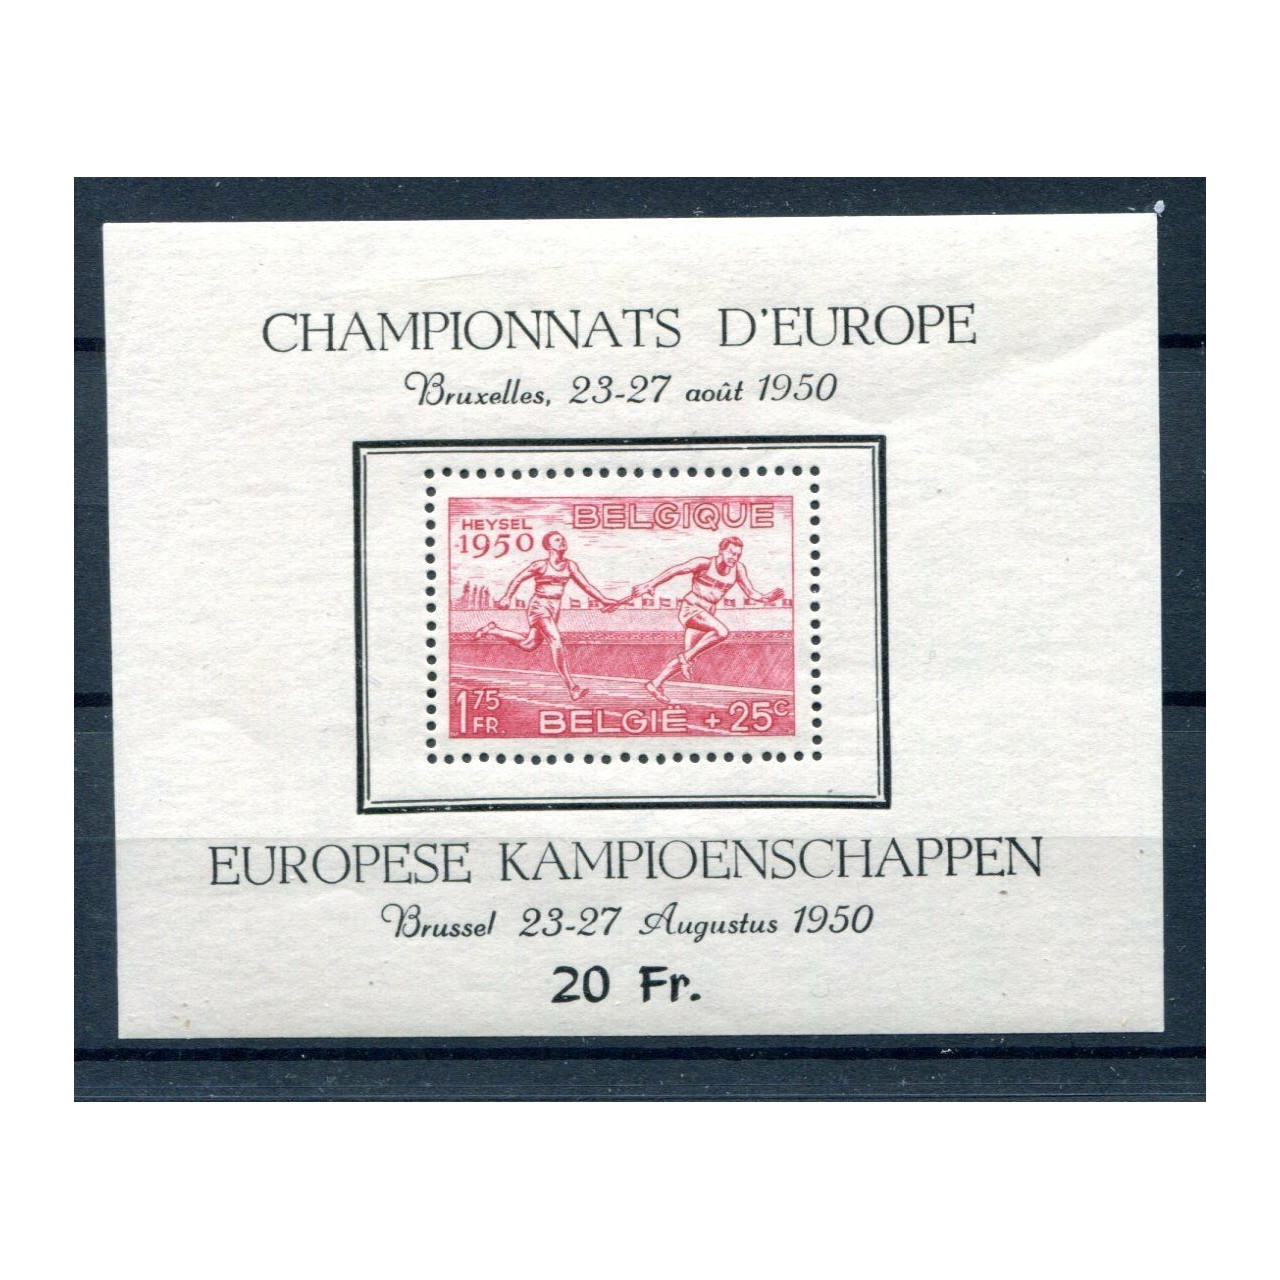 CHAMPIONNATS D'EUROPE
Bruxelles, 23-27 août 1950
HEYSEL BELGIQUE
1950
1 75 FR. BELGIË + 25 C
EUROPESE KAMPIOENSCHAPPEN
Brussel 23-27 Augustus 1950
20 Fr.